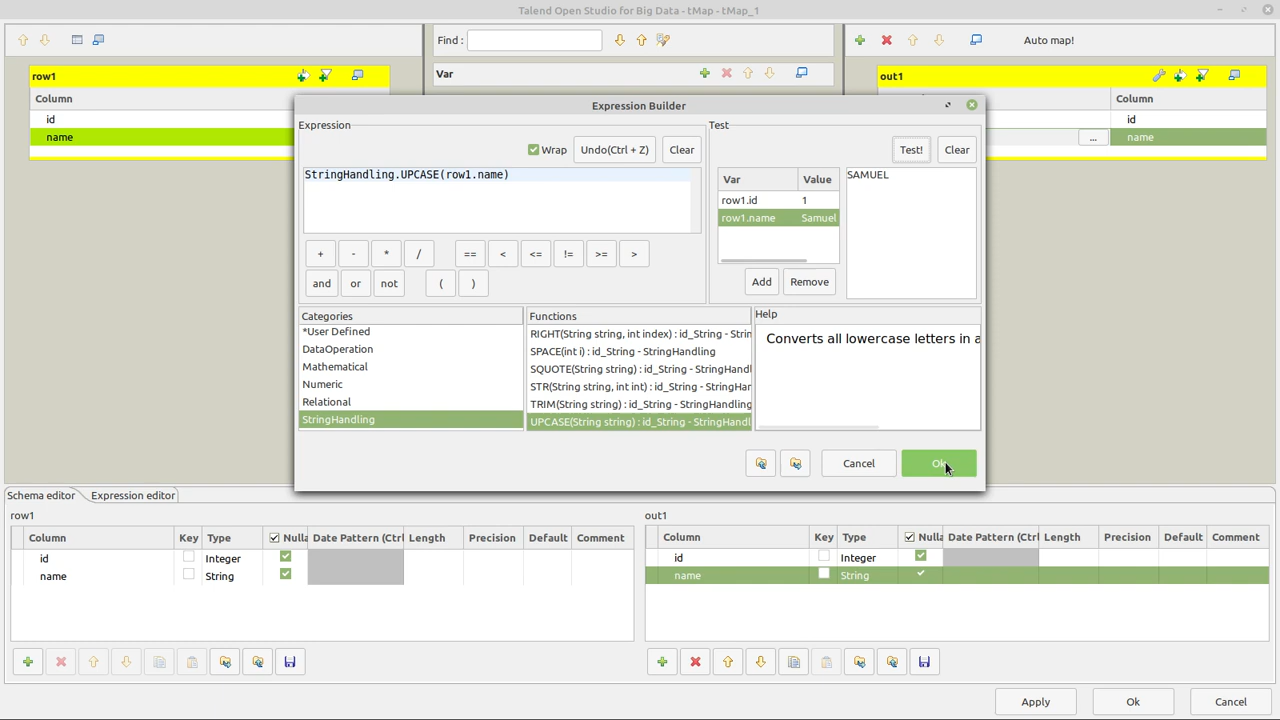 Talend Open Studio for Big Data - tMap - tMap_1
Find :
Auto map!
row1
Var
out1
Column
Column
id
id
name
...
name
Expression Builder
Expression
Test
Wrap
Undo(Ctrl + Z)
Clear
Test!
Clear
StringHandling.UPCASE(row1.name)
Var
Value
SAMUEL
row1.id
1
row1.name
Samuel
+
-
*
/
==
<
<=
!=
>=
>
and
or
not
(
)
Add
Remove
Categories
Functions
Help
*User Defined
DataOperation
Mathematical
Numeric
Relational
StringHandling
RIGHT(String string, int index) : id_String - Strin
SPACE(int i) : id_String - StringHandling
SQUOTE(String string) : id_String - StringHandl
STR(String string, int int) : id_String - StringHar
TRIM(String string) : id_String - StringHandling
UPCASE(String string) : id_String - StringHandl
Converts all lowercase letters in a
Cancel
Ok
Schema editor
Expression editor
row1
Column Key Type Nulla Date Pattern (Ctrl Length Precision Default Comment
id Integer
name String
out1
Column Key Type Nulla Date Pattern (Ctrl Length Precision Default Comment
id Integer
name String
Apply
Ok
Cancel